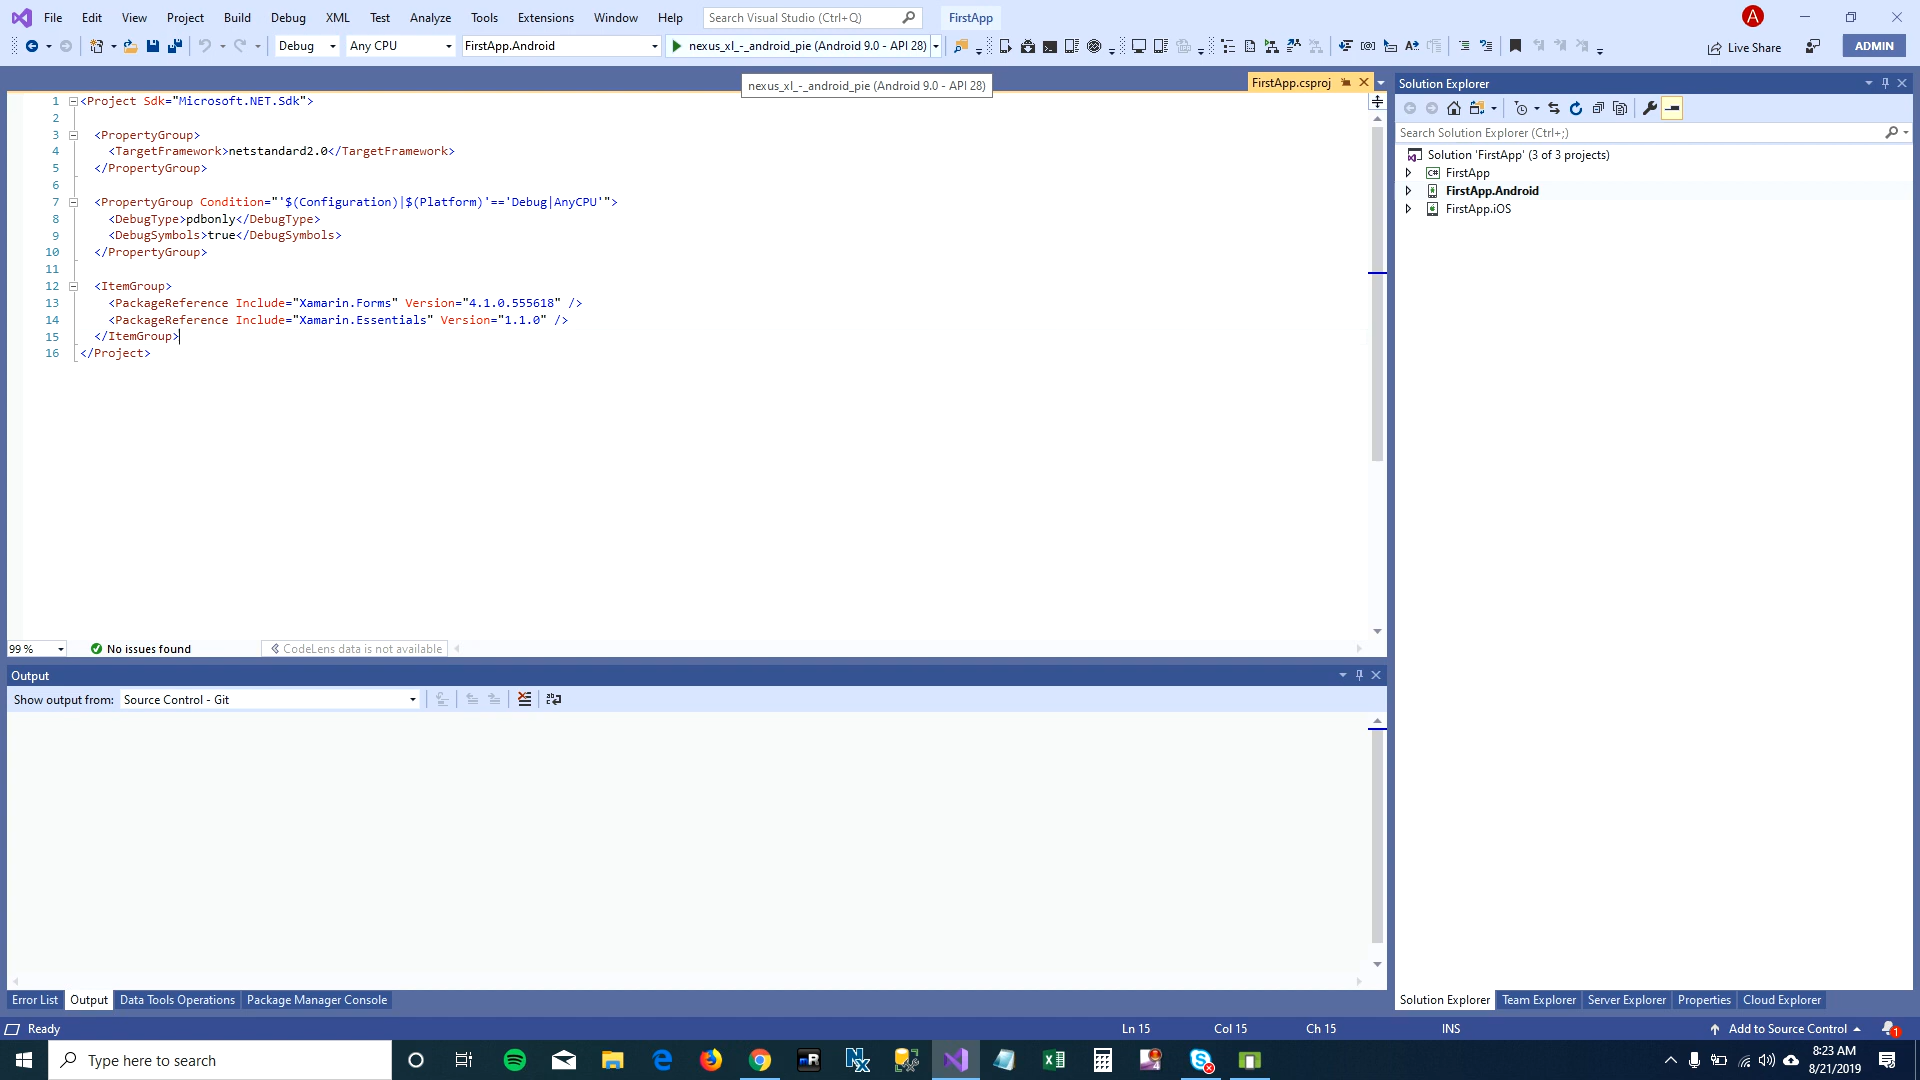 File Edit View Project Build Debug XML Test Analyze Tools Extensions Window Help Search Visual Studio (Ctrl+Q) FirstApp A
Debug Any CPU FirstApp.Android nexus_xl_-_android_pie (Android 9.0 - API 28) Live Share ADMIN
nexus_xl_-_android_pie (Android 9.0 - API 28)
FirstApp.csproj
1 <Project Sdk="Microsoft.NET.Sdk">
2
3 <PropertyGroup>
4 <TargetFramework>netstandard2.0</TargetFramework>
5 </PropertyGroup>
6
7 <PropertyGroup Condition="'$(Configuration)|$(Platform)'=='Debug|AnyCPU'">
8 <DebugType>pdbonly</DebugType>
9 <DebugSymbols>true</DebugSymbols>
10 </PropertyGroup>
11
12 <ItemGroup>
13 <PackageReference Include="Xamarin.Forms" Version="4.1.0.555618" />
14 <PackageReference Include="Xamarin.Essentials" Version="1.1.0" />
15 </ItemGroup>
16 </Project>
99 % No issues found CodeLens data is not available
Output
Show output from: Source Control - Git
Error List Output Data Tools Operations Package Manager Console
Solution Explorer
Search Solution Explorer (Ctrl+;)
Solution 'FirstApp' (3 of 3 projects)
C# FirstApp
FirstApp.Android
FirstApp.iOS
Solution Explorer Team Explorer Server Explorer Properties Cloud Explorer
Ready Ln 15 Col 15 Ch 15 INS Add to Source Control 1
Type here to search
8:23 AM
8/21/2019